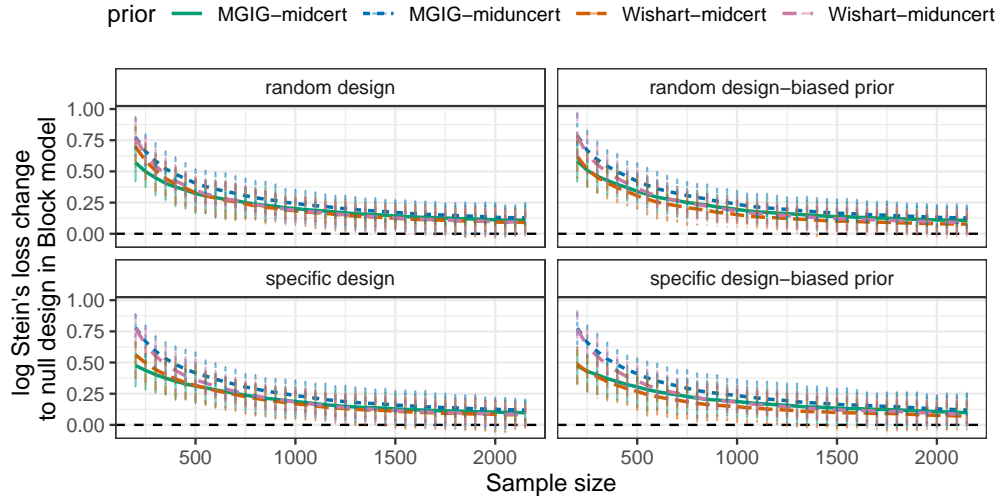 prior MGIG−midcert MGIG−miduncert Wishart−midcert Wishart−miduncert
random design random design−biased prior
1.00
0.75
0.50
0.25
0.00
specific design specific design−biased prior
1.00
0.75
0.50
0.25
0.00
500 1000 1500 2000 500 1000 1500 2000
Sample size
log Stein's loss change
to null design in Block model